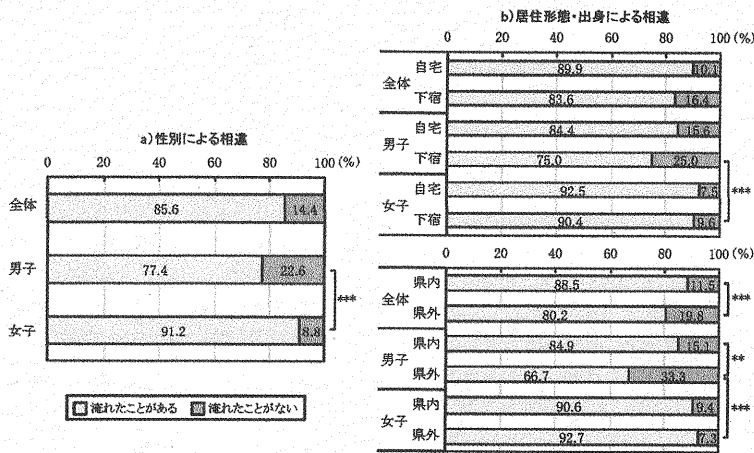 a)性別による相違
0 20 40 60 80 100 (%)
全体 85.6 14.4
男子 77.4 22.6
女子 91.2 8.8
***
淹れたことがある 淹れたことがない
b)居住形態・出身による相違
0 20 40 60 80 100 (%)
全体
自宅 89.9 10.1
下宿 83.6 16.4
男子
自宅 84.4 15.6
下宿 75.0 25.0
女子
自宅 92.5 7.5
下宿 90.4 9.6
***
0 20 40 60 80 100 (%)
全体
県内 88.5 11.5
県外 80.2 19.8
***
男子
県内 84.9 15.1
県外 66.7 33.3
**
女子
県内 90.6 9.4
県外 92.7 7.3
***